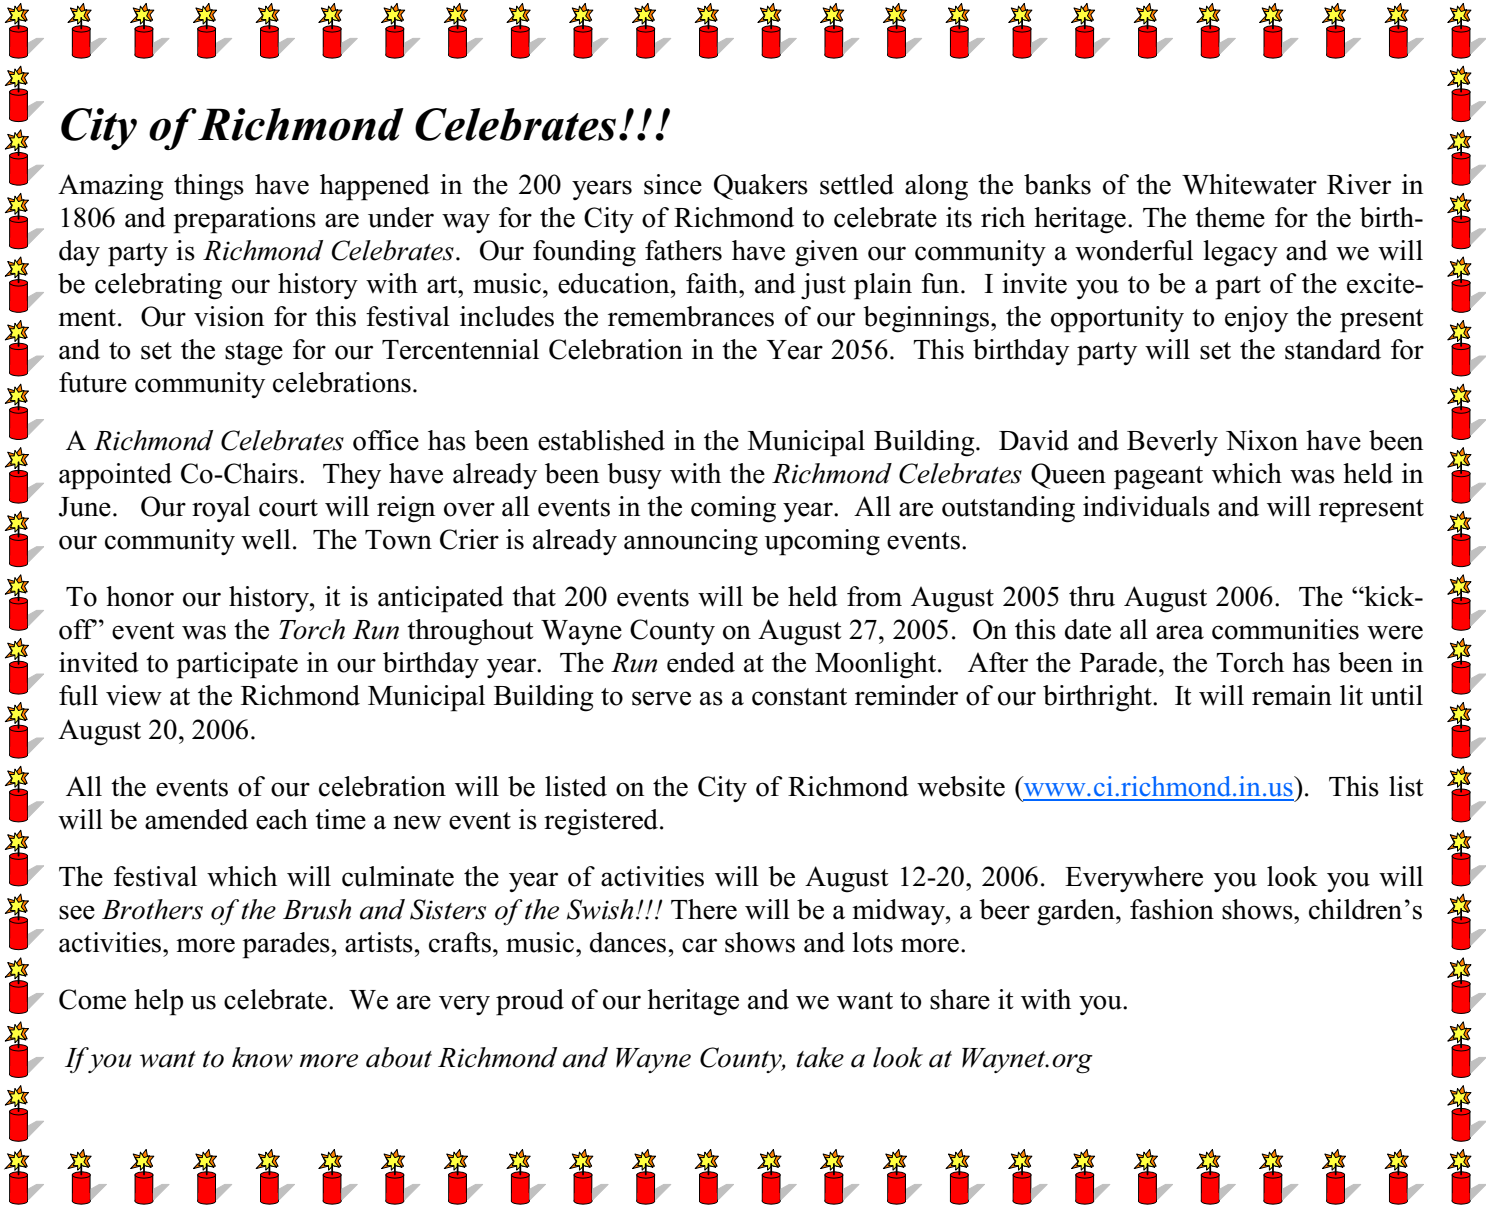 City of Richmond Celebrates!!!
Amazing things have happened in the 200 years since Quakers settled along the banks of the Whitewater River in
1806 and preparations are under way for the City of Richmond to celebrate its rich heritage. The theme for the birth-
day party is Richmond Celebrates.  Our founding fathers have given our community a wonderful legacy and we will
be celebrating our history with art, music, education, faith, and just plain fun.  I invite you to be a part of the excite-
ment.  Our vision for this festival includes the remembrances of our beginnings, the opportunity to enjoy the present
and to set the stage for our Tercentennial Celebration in the Year 2056.  This birthday party will set the standard for
future community celebrations.
A Richmond Celebrates office has been established in the Municipal Building.  David and Beverly Nixon have been
appointed Co-Chairs.  They have already been busy with the Richmond Celebrates Queen pageant which was held in
June.   Our royal court will reign over all events in the coming year.  All are outstanding individuals and will represent
our community well.  The Town Crier is already announcing upcoming events.
To honor our history, it is anticipated that 200 events will be held from August 2005 thru August 2006.  The “kick-
off” event was the Torch Run throughout Wayne County on August 27, 2005.  On this date all area communities were
invited to participate in our birthday year.  The Run ended at the Moonlight.   After the Parade, the Torch has been in
full view at the Richmond Municipal Building to serve as a constant reminder of our birthright.  It will remain lit until
August 20, 2006.
All the events of our celebration will be listed on the City of Richmond website (www.ci.richmond.in.us).  This list
will be amended each time a new event is registered.
The festival which will culminate the year of activities will be August 12-20, 2006.  Everywhere you look you will
see Brothers of the Brush and Sisters of the Swish!!! There will be a midway, a beer garden, fashion shows, children’s
activities, more parades, artists, crafts, music, dances, car shows and lots more.
Come help us celebrate.  We are very proud of our heritage and we want to share it with you.
If you want to know more about Richmond and Wayne County, take a look at Waynet.org